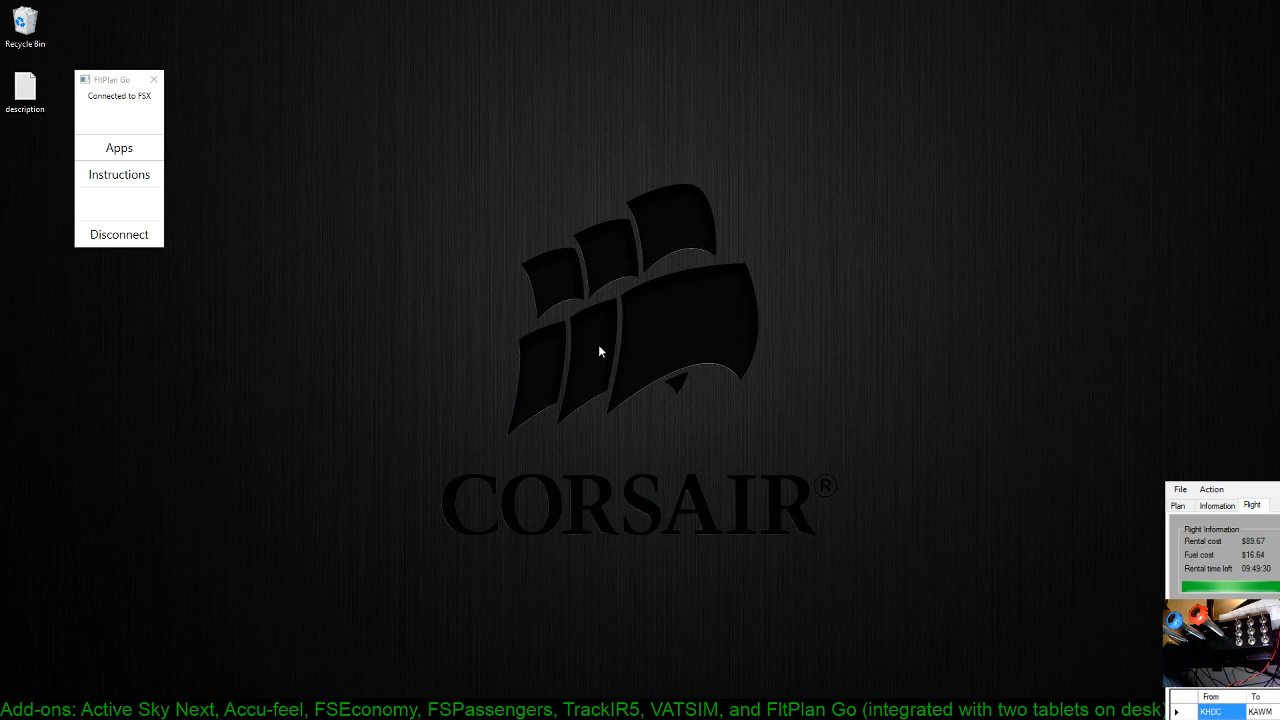 Recycle Bin
description
FltPlan Go
Connected to FSX
Apps
Instructions
Disconnect
CORSAIR®
File Action
Plan Information Flight
Flight Information
Rental cost $89.67
Fuel cost $16.64
Rental time left 09:49:30
From To
KHDC KAWM
Add-ons: Active Sky Next, Accu-feel, FSEconomy, FSPassengers, TrackIR5, VATSIM, and FltPlan Go (integrated with two tablets on desk)